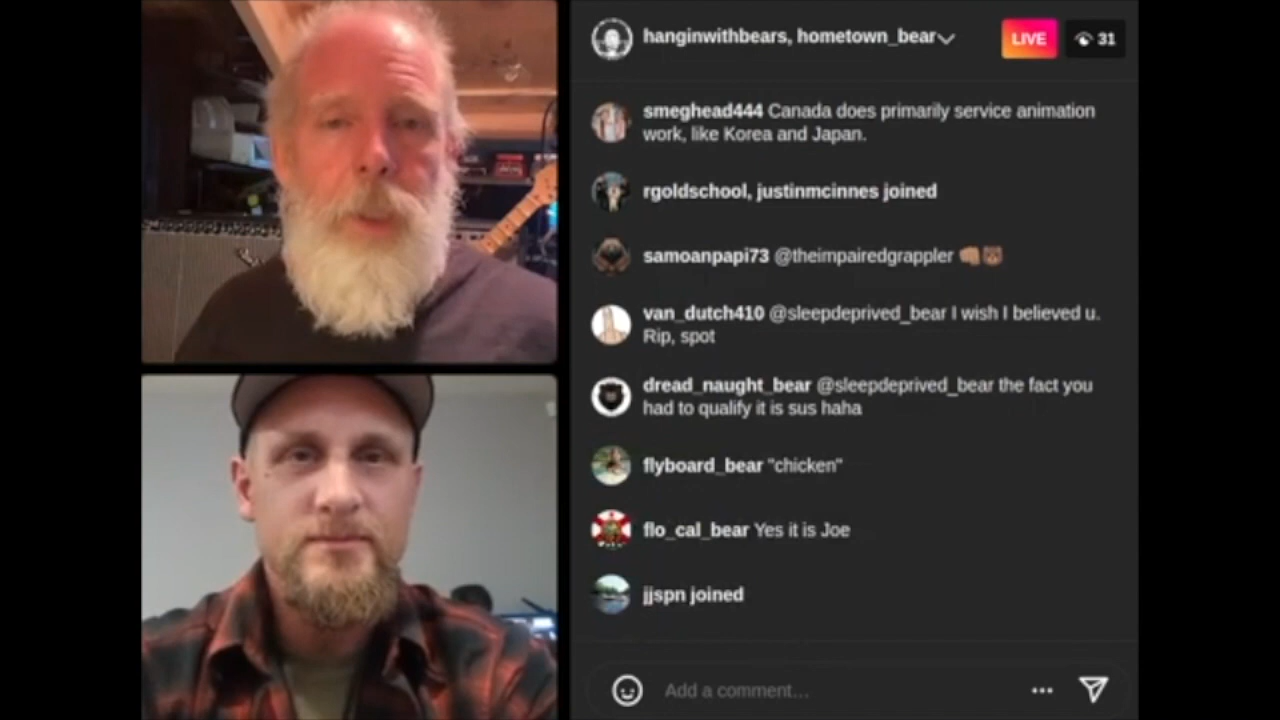 hanginwithbears, hometown_bear
LIVE
31
smeghead444 Canada does primarily service animation
work, like Korea and Japan.
rgoldschool, justinmcinnes joined
samoanpapi73 @theimpairedgrappler 👊🏽🐻
van_dutch410 @sleepdeprived_bear I wish I believed u.
Rip, spot
dread_naught_bear @sleepdeprived_bear the fact you
had to qualify it is sus haha
flyboard_bear "chicken"
flo_cal_bear Yes it is Joe
jjspn joined
Add a comment…